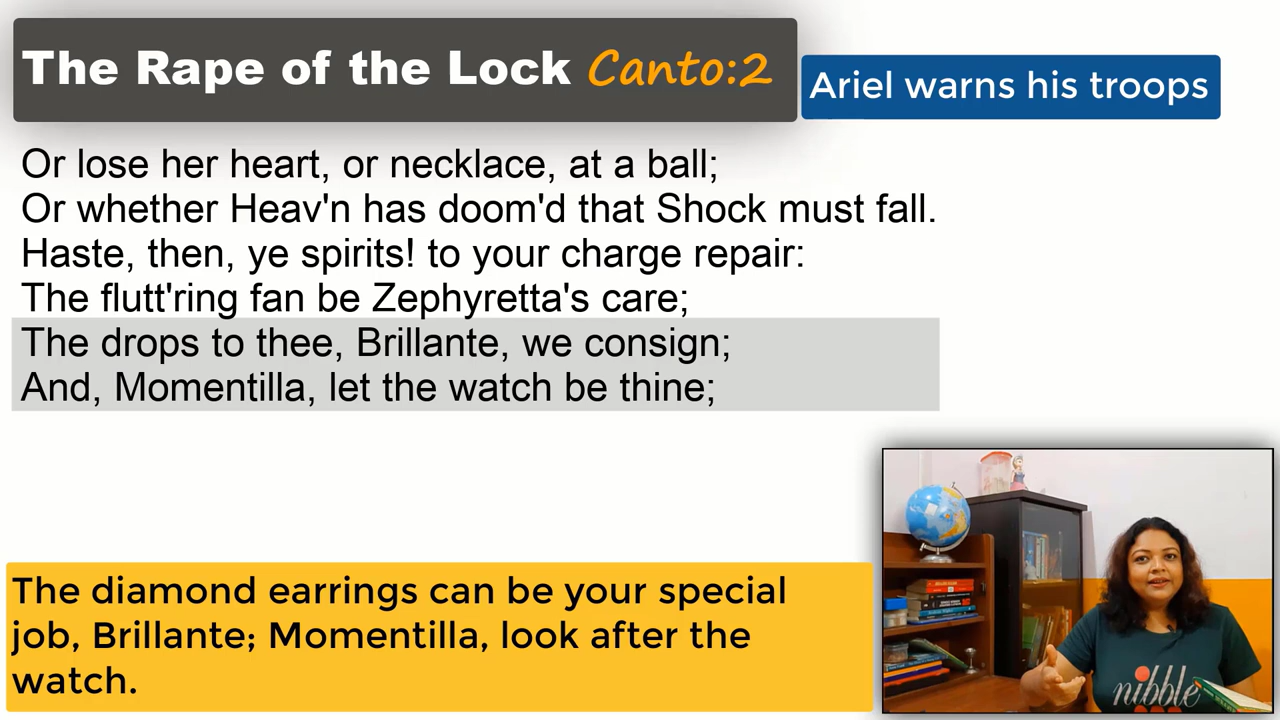 The Rape of the Lock Canto:2
Ariel warns his troops
Or lose her heart, or necklace, at a ball;
Or whether Heav'n has doom'd that Shock must fall.
Haste, then, ye spirits! to your charge repair:
The flutt'ring fan be Zephyretta's care;
The drops to thee, Brillante, we consign;
And, Momentilla, let the watch be thine;
The diamond earrings can be your special
job, Brillante; Momentilla, look after the
watch.
nibble